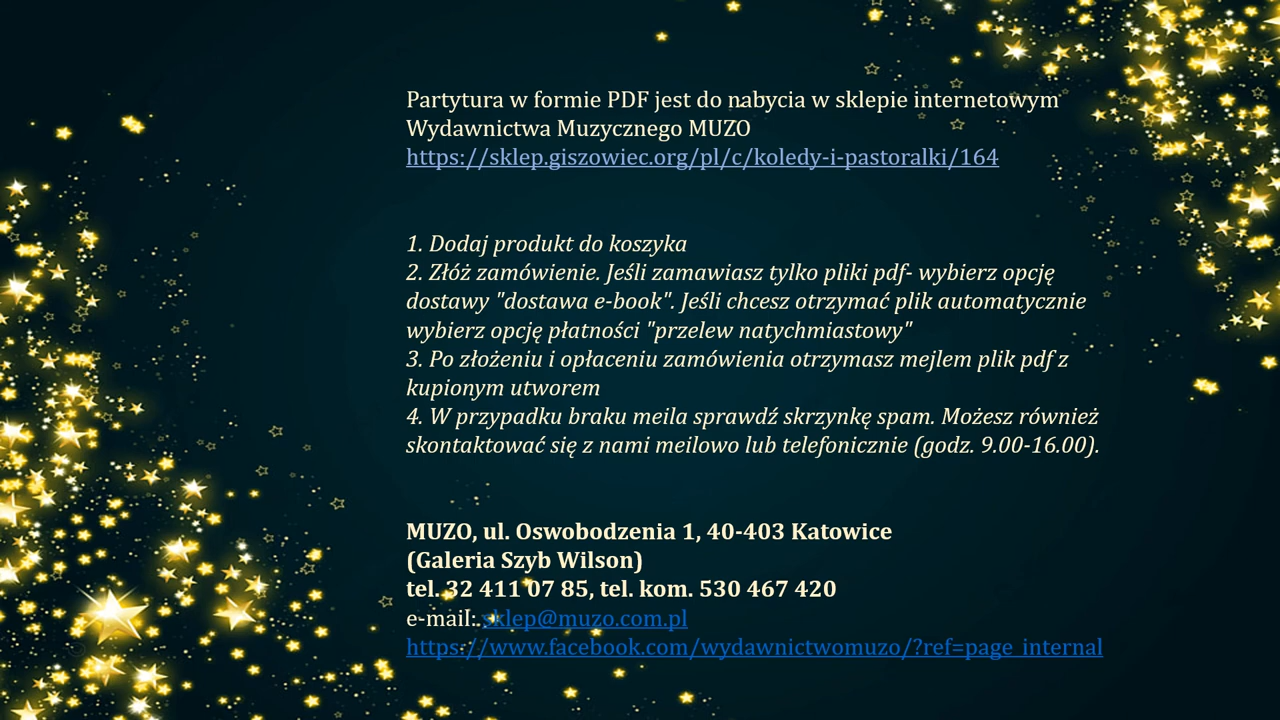 Partytura w formie PDF jest do nabycia w sklepie internetowym
Wydawnictwa Muzycznego MUZO
https://sklep.giszowiec.org/pl/c/koledy-i-pastoralki/164
1. Dodaj produkt do koszyka
2. Złóż zamówienie. Jeśli zamawiasz tylko pliki pdf- wybierz opcję
dostawy "dostawa e-book". Jeśli chcesz otrzymać plik automatycznie
wybierz opcję płatności "przelew natychmiastowy"
3. Po złożeniu i opłaceniu zamówienia otrzymasz mejlem plik pdf z
kupionym utworem
4. W przypadku braku meila sprawdź skrzynkę spam. Możesz również
skontaktować się z nami meilowo lub telefonicznie (godz. 9.00-16.00).
MUZO, ul. Oswobodzenia 1, 40-403 Katowice
(Galeria Szyb Wilson)
tel. 32 411 07 85, tel. kom. 530 467 420
e-mail: sklep@muzo.com.pl
https://www.facebook.com/wydawnictwomuzo/?ref=page_internal